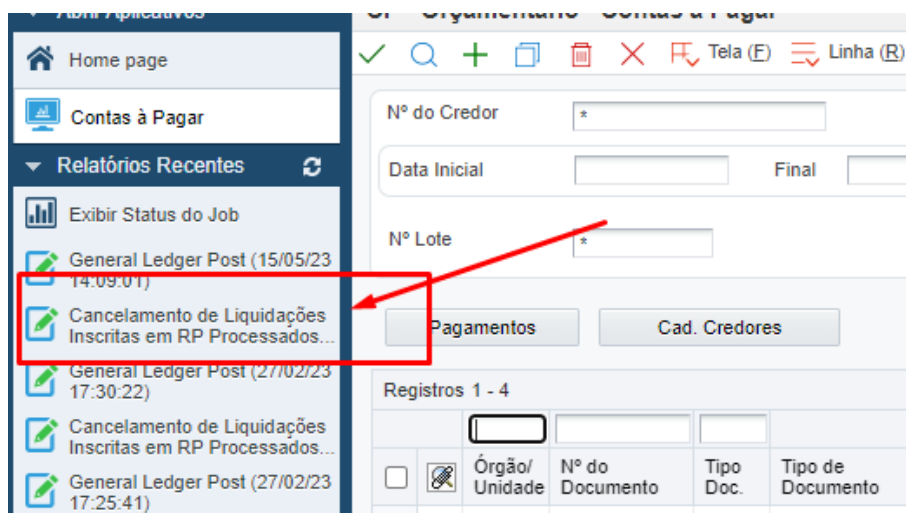 Abrir Aplicativos
Orçamentário - Contas a Pagar
Home page
Tela (F)
Linha (R)
Contas à Pagar
Nº do Credor
*
Relatórios Recentes
Data Inicial
Final
Exibir Status do Job
Nº Lote
*
General Ledger Post (15/05/23
14:09:01)
Cancelamento de Liquidações
Inscritas em RP Processados...
Pagamentos
Cad. Credores
General Ledger Post (27/02/23
17:30:22)
Registros 1 - 4
Cancelamento de Liquidações
Inscritas em RP Processados...
Órgão/
Unidade
Nº do
Documento
Tipo
Doc.
Tipo de
Documento
General Ledger Post (27/02/23
17:25:41)